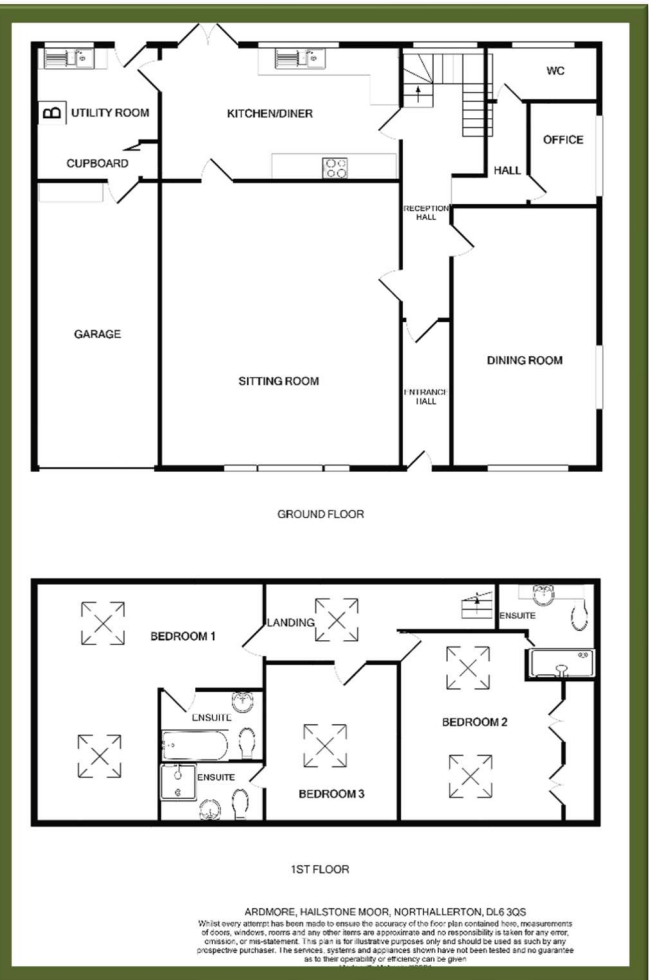 WC
B
UTILITY ROOM
KITCHEN/DINER
OFFICE
CUPBOARD
HALL
RECEPTION
HALL
GARAGE
DINING ROOM
SITTING ROOM
ENTRANCE
HALL
GROUND FLOOR
LANDING
ENSUITE
BEDROOM 1
ENSUITE
BEDROOM 2
ENSUITE
BEDROOM 3
1ST FLOOR
ARDMORE, HAILSTONE MOOR, NORTHALLERTON, DL6 3QS
Whilst every attempt has been made to ensure the accuracy of the floor plan contained here, measurements
of doors, windows, rooms and any other items are approximate and no responsibility is taken for any error,
omission, or mis-statement. This plan is for illustrative purposes only and should be used as such by any
prospective purchaser. The services, systems and appliances shown have not been tested and no guarantee
as to their operability or efficiency can be given